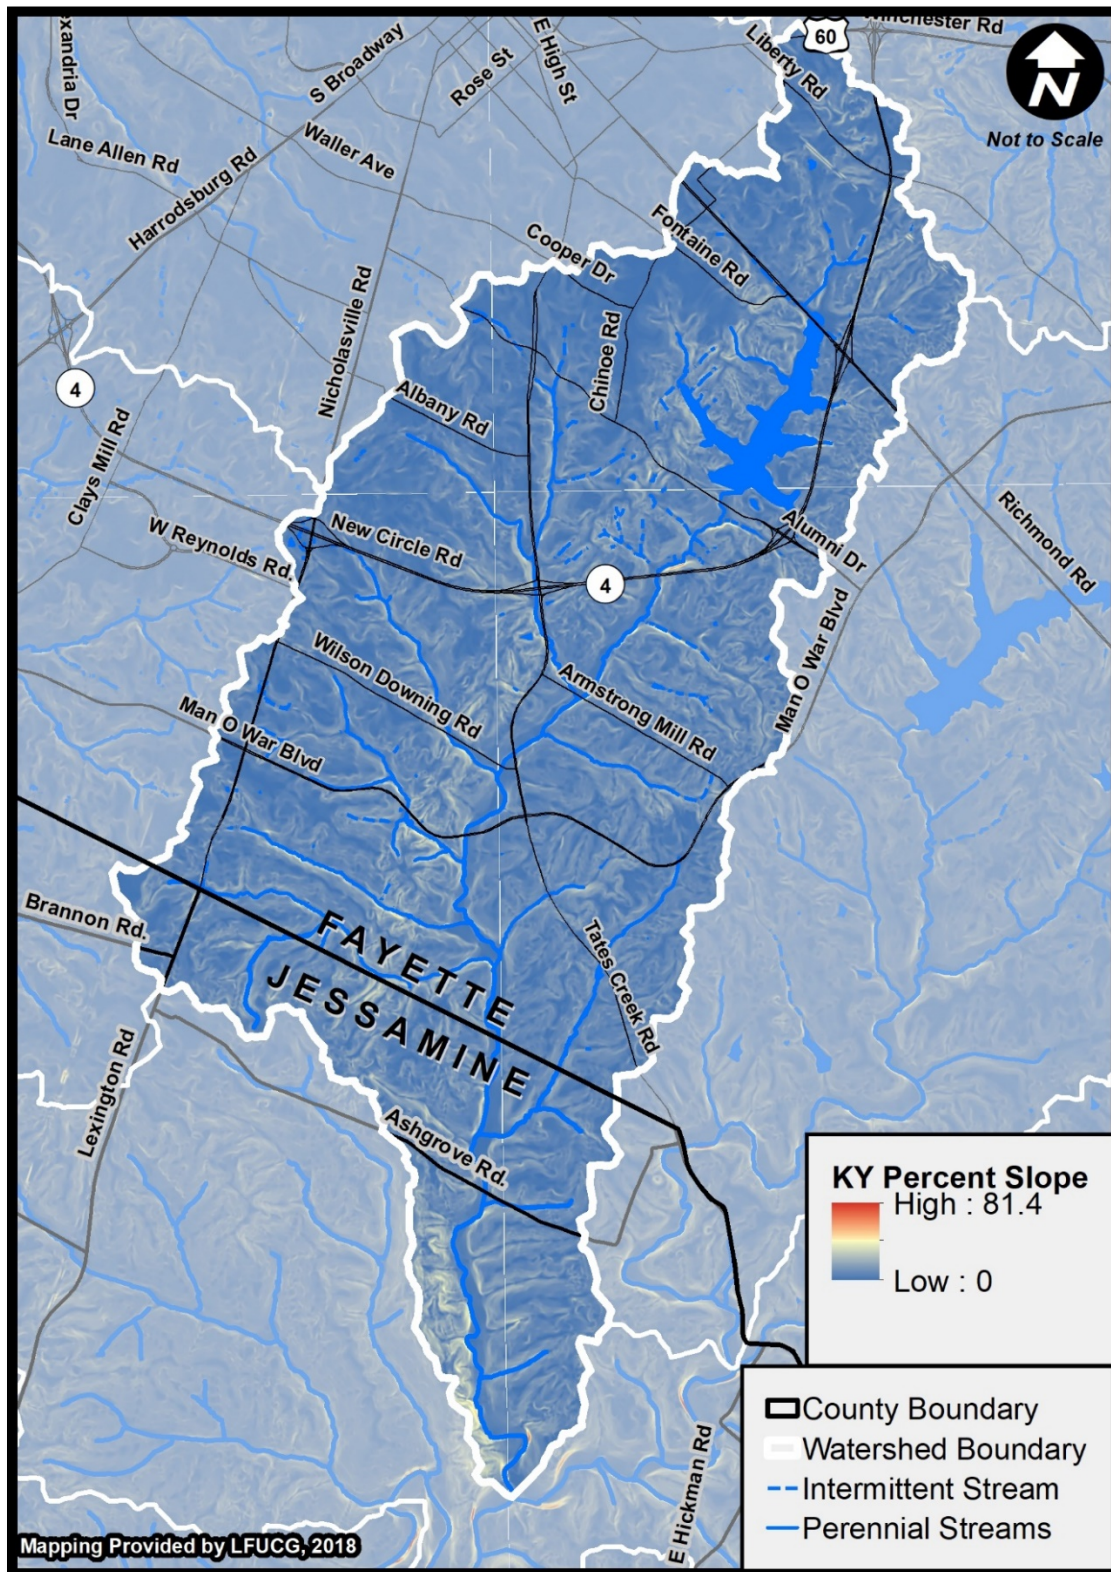 60
Winchester Rd
exandria Dr
S Broadway
E High St
Rose St
Liberty Rd
N
Not to Scale
Lane Allen Rd
Waller Ave
Harrodsburg Rd
Fontaine Rd
Cooper Dr
Nicholasville Rd
Chinoe Rd
4
Albany Rd
Clays Mill Rd
Richmond Rd
W Reynolds Rd.
New Circle Rd
Alumni Dr
4
Wilson Downing Rd
Armstrong Mill Rd
Man O War Blvd
Man O War Blvd
Brannon Rd.
FAYETTE
JESSAMINE
Tates Creek Rd
Lexington Rd
Ashgrove Rd.
KY Percent Slope
High : 81.4
Low : 0
County Boundary
Watershed Boundary
Intermittent Stream
Perennial Streams
E Hickman Rd
Mapping Provided by LFUCG, 2018